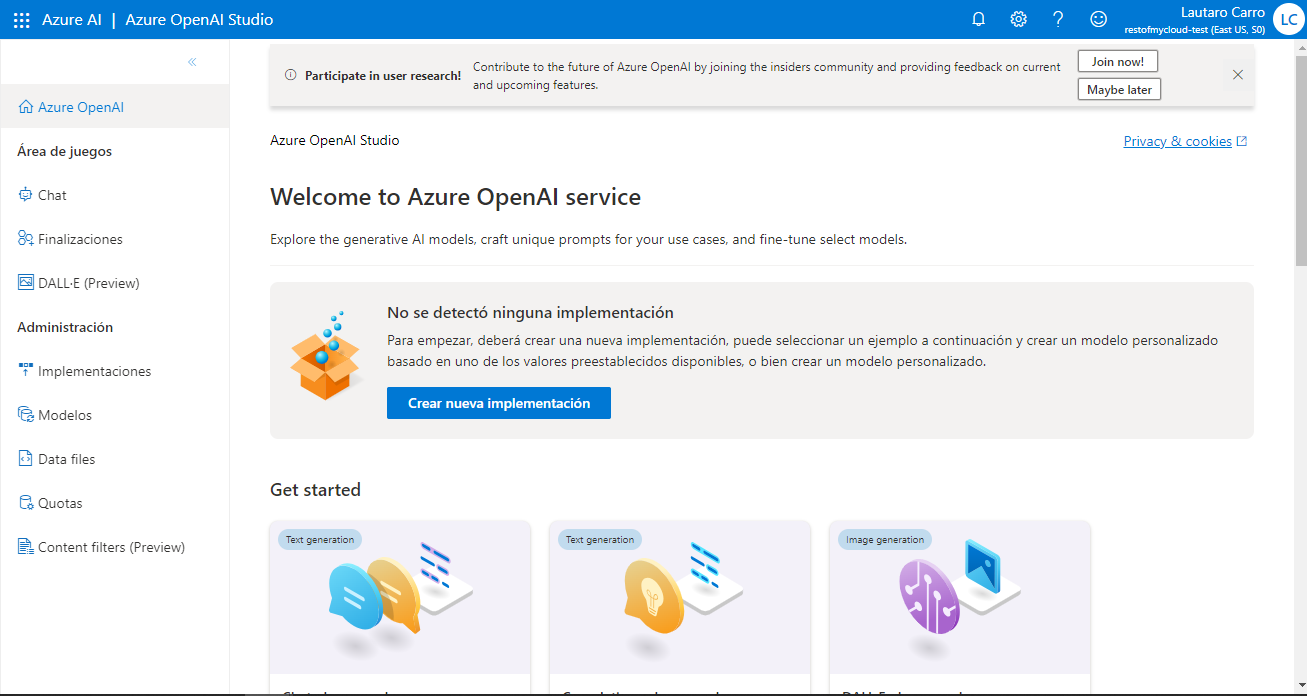 Azure AI | Azure OpenAI Studio
Lautaro Carro
restofmycloud-test (East US, S0)
LC
Azure OpenAI
Área de juegos
Chat
Finalizaciones
DALL·E (Preview)
Administración
Implementaciones
Modelos
Data files
Quotas
Content filters (Preview)
Participate in user research!
Contribute to the future of Azure OpenAI by joining the insiders community and providing feedback on current
and upcoming features.
Join now!
Maybe later
Azure OpenAI Studio
Privacy & cookies
Welcome to Azure OpenAI service
Explore the generative AI models, craft unique prompts for your use cases, and fine-tune select models.
No se detectó ninguna implementación
Para empezar, deberá crear una nueva implementación, puede seleccionar un ejemplo a continuación y crear un modelo personalizado
basado en uno de los valores preestablecidos disponibles, o bien crear un modelo personalizado.
Crear nueva implementación
Get started
Text generation
Text generation
Image generation